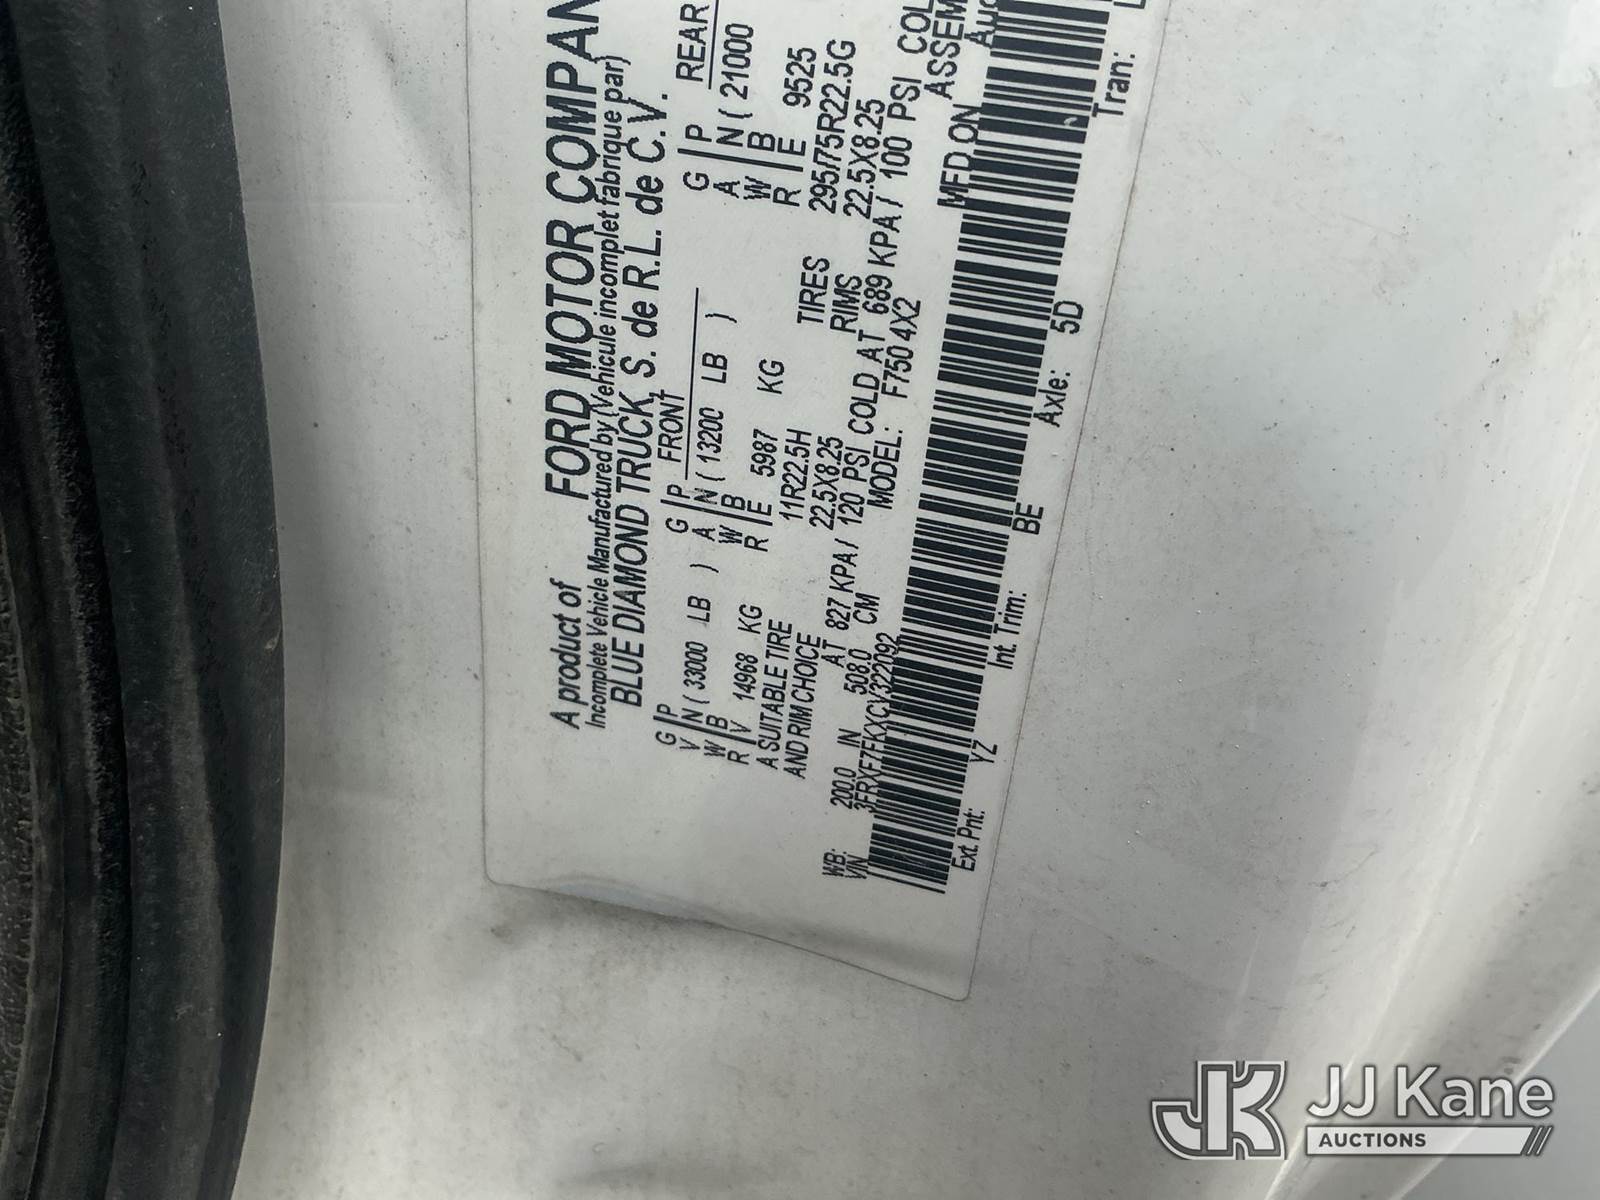 A product of FORD MOTOR COMPAN
Incomplete Vehicle Manufactured by (Vehicule incomplet fabrique par)
BLUE DIAMOND TRUCK, S. de R.L. de C.V.
FRONT REAR
G P G P G P
V N ( 33000 LB ) A N ( 13200 LB ) A N ( 21000
W B W B W B
R V 14968 KG R E 5987 KG R E 9525
A SUITABLE TIRE 11R22.5H TIRES 295/75R22.5G
AND RIM CHOICE 22.5X8.25 RIMS 22.5X8.25
AT 827 KPA/ 120 PSI COLD AT 689 KPA/ 100 PSI COL
WB: 200.0 IN 508.0 CM MODEL: F750 4X2 ASSEM
VIN 3FRXF7FKXCV322092 MFD ON Aug
Ext. Pnt: YZ Int. Trim: BE Axle: 5D Tran:
JJ Kane
AUCTIONS